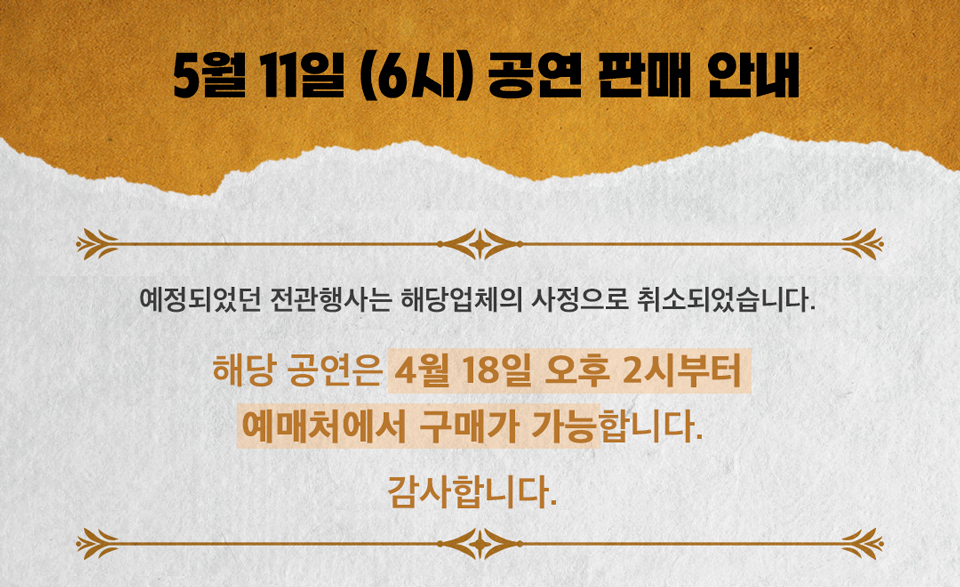 5월 11일 (6시) 공연 판매 안내
예정되었던 전관행사는 해당업체의 사정으로 취소되었습니다.
해당 공연은 4월 18일 오후 2시부터
예매처에서 구매가 가능합니다.
감사합니다.